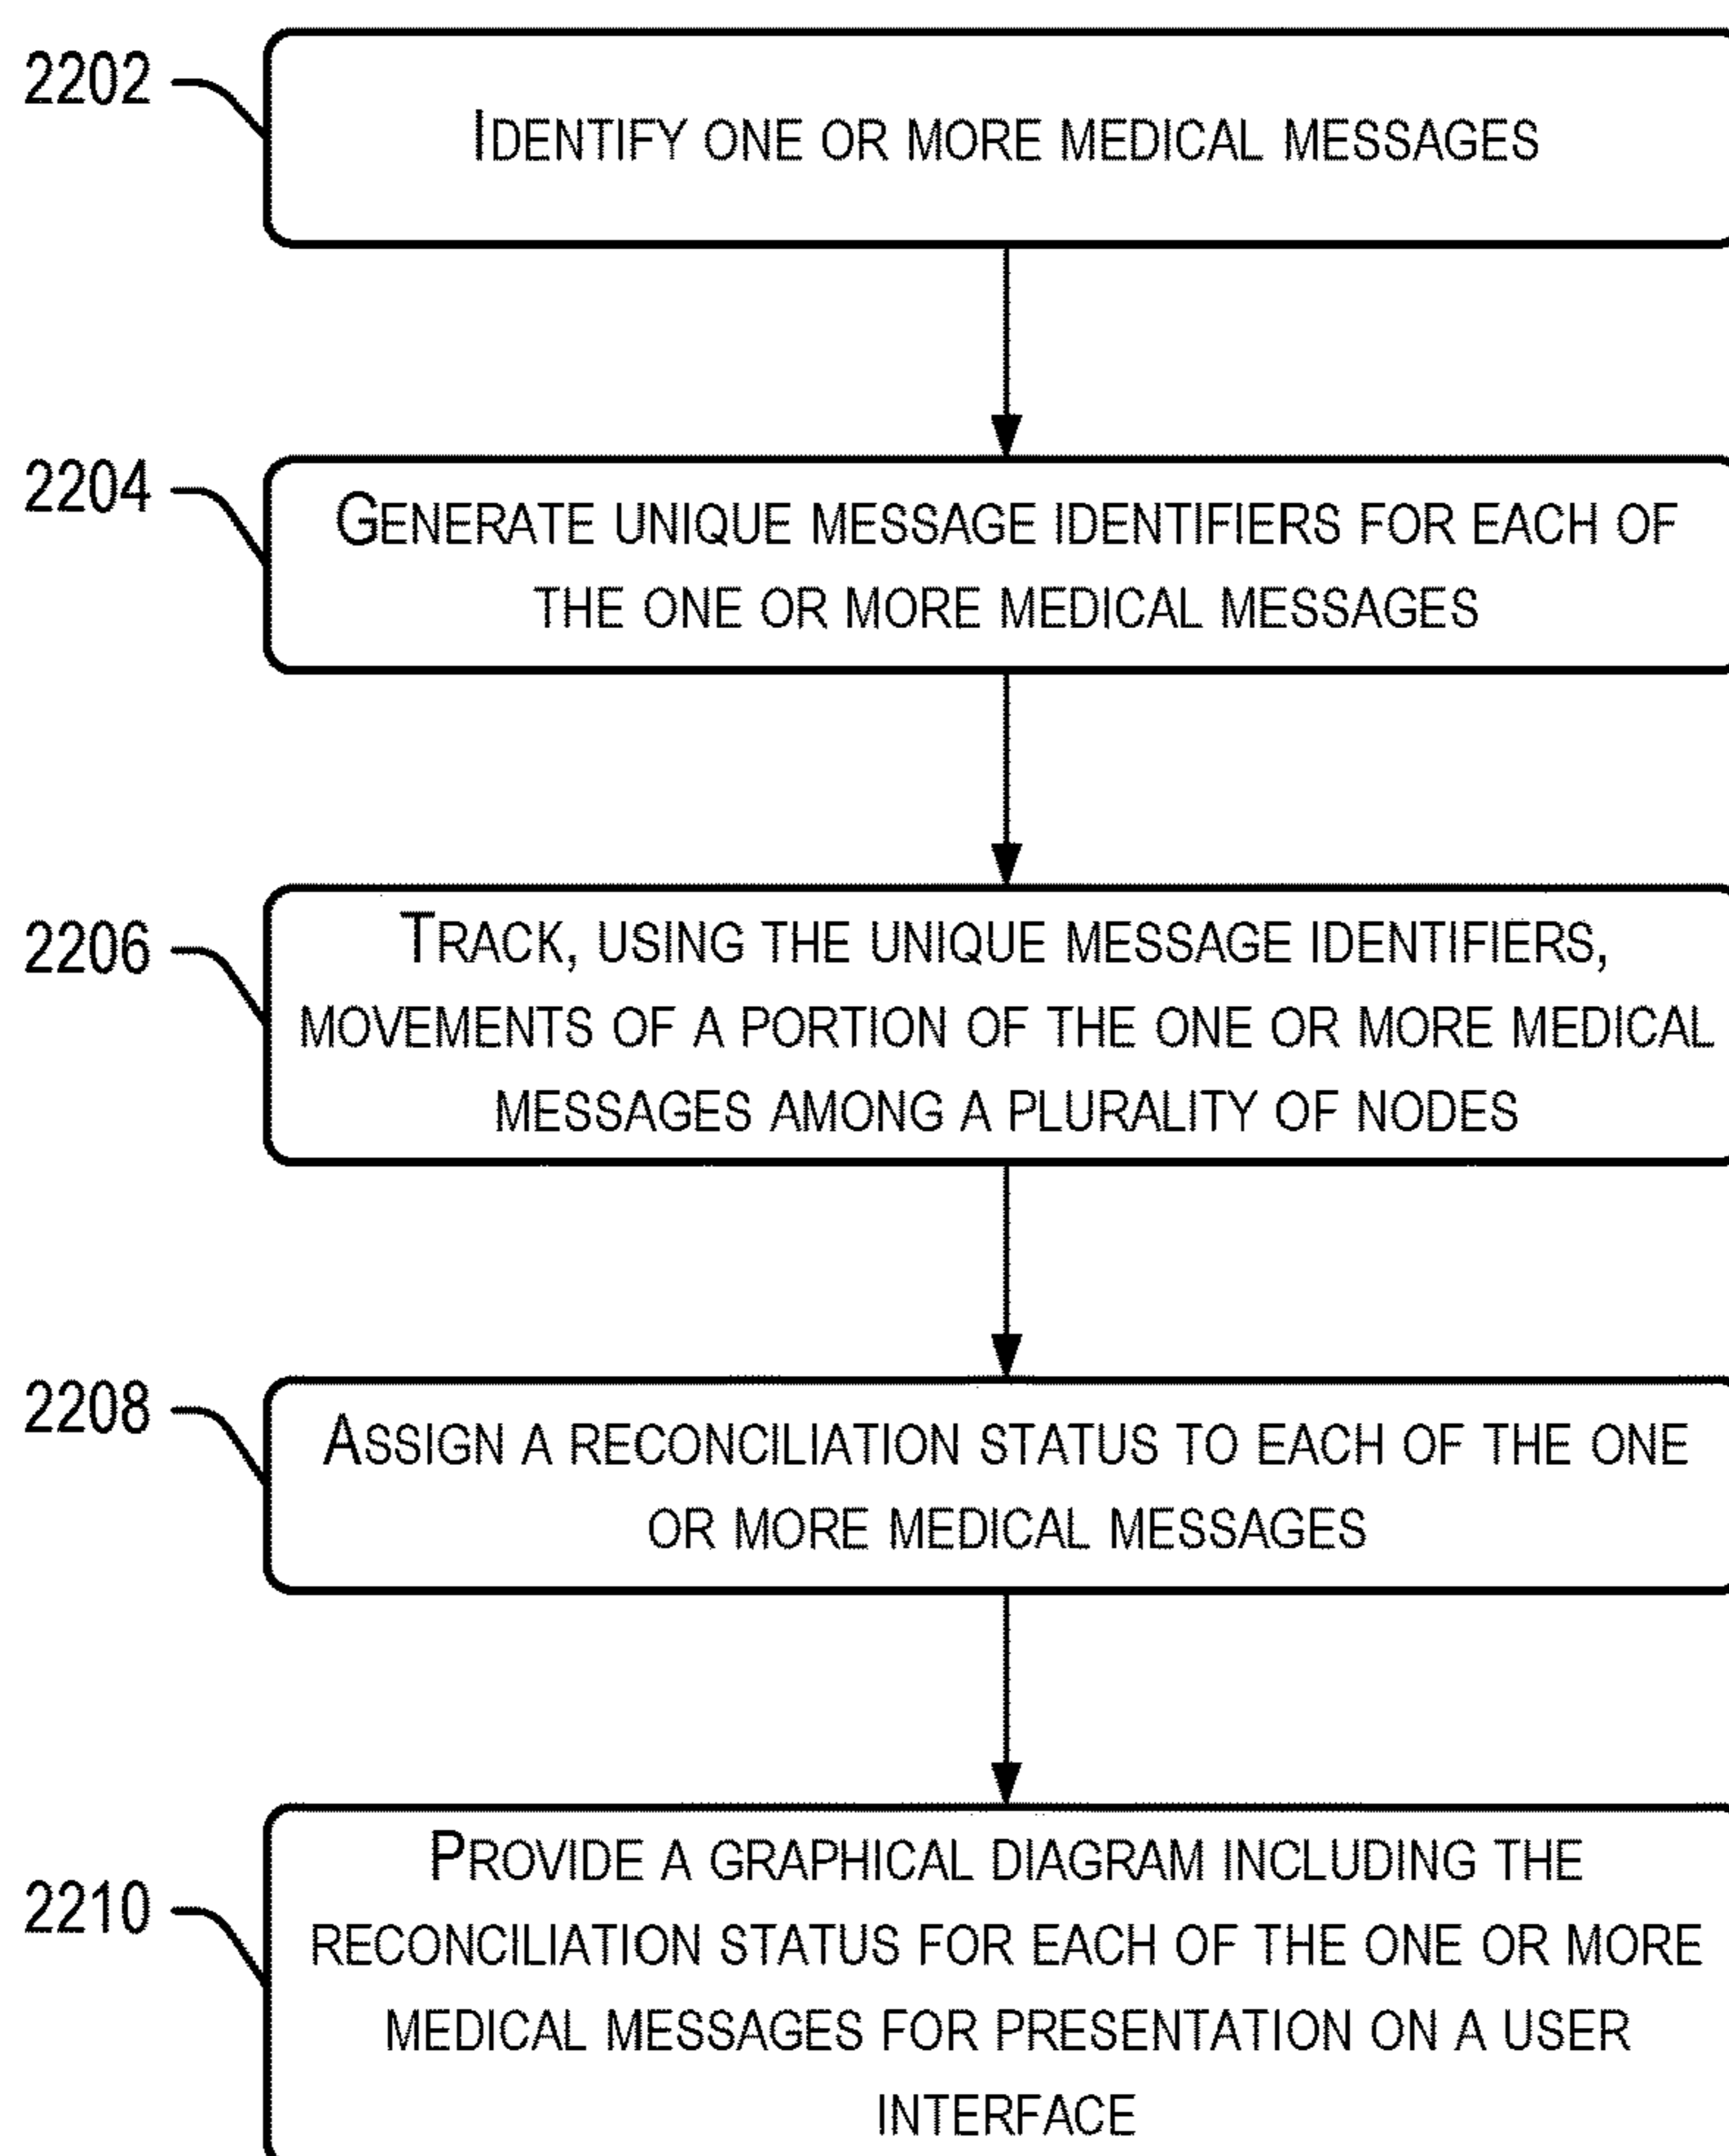 2202
IDENTIFY ONE OR MORE MEDICAL MESSAGES
2204
GENERATE UNIQUE MESSAGE IDENTIFIERS FOR EACH OF
THE ONE OR MORE MEDICAL MESSAGES
2206
TRACK, USING THE UNIQUE MESSAGE IDENTIFIERS,
MOVEMENTS OF A PORTION OF THE ONE OR MORE MEDICAL
MESSAGES AMONG A PLURALITY OF NODES
2208
ASSIGN A RECONCILIATION STATUS TO EACH OF THE ONE
OR MORE MEDICAL MESSAGES
2210
PROVIDE A GRAPHICAL DIAGRAM INCLUDING THE
RECONCILIATION STATUS FOR EACH OF THE ONE OR MORE
MEDICAL MESSAGES FOR PRESENTATION ON A USER
INTERFACE